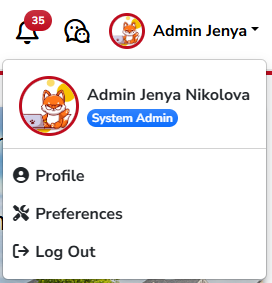 35
Admin Jenya
Admin Jenya Nikolova
System Admin
Profile
Preferences
Log Out